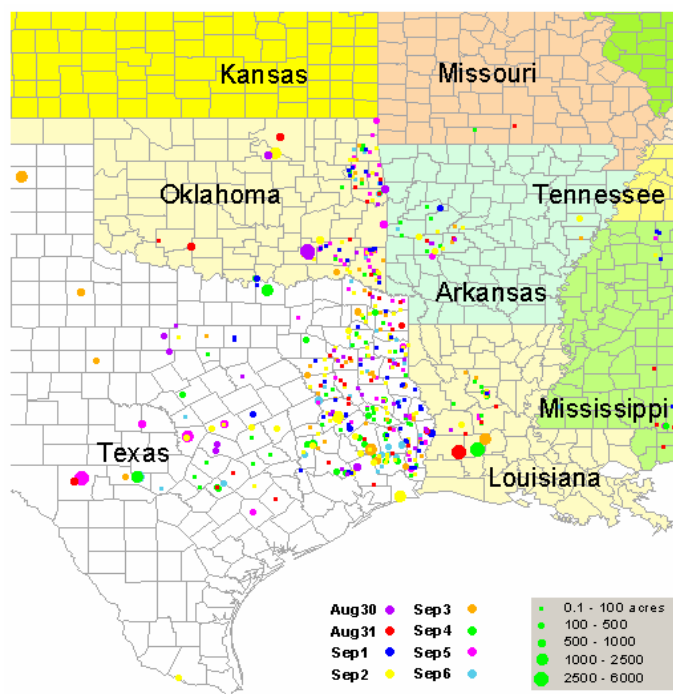 Kansas
Missouri
Oklahoma
Tennessee
Arkansas
Mississippi
Texas
Louisiana
Aug30 Sep3
Aug31 Sep4
Sep1 Sep5
Sep2 Sep6
0.1 - 100 acres
100 - 500
500 - 1000
1000 - 2500
2500 - 6000